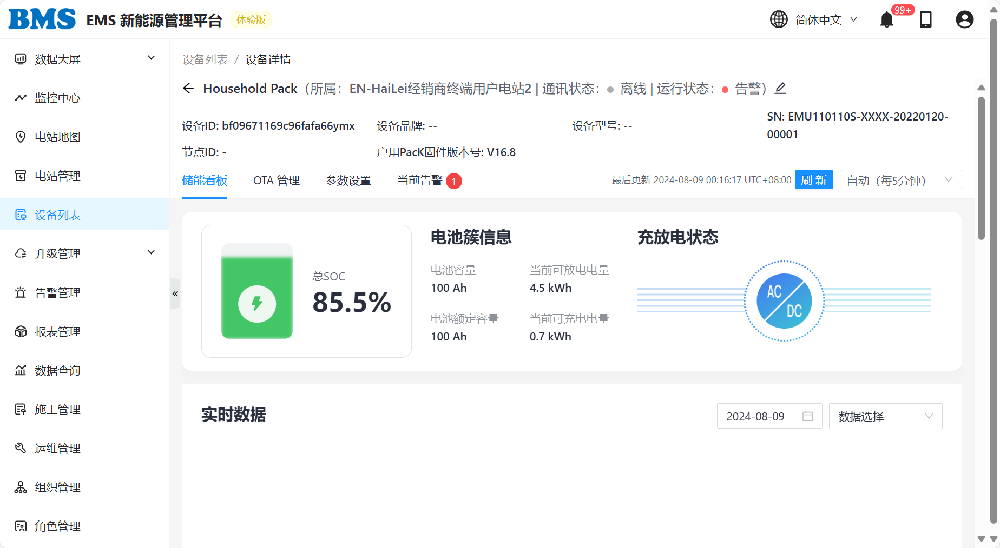 BMS EMS 新能源管理平台 体验版 简体中文 99+
数据大屏
监控中心
电站地图
电站管理
设备列表
升级管理
告警管理
报表管理
数据查询
施工管理
运维管理
组织管理
角色管理
设备列表 / 设备详情
Household Pack（所属：EN-HaiLei经销商终端用户电站2 | 通讯状态： 离线 | 运行状态： 告警）
设备ID: bf09671169c96fafa66ymx 设备品牌: -- 设备型号: -- SN: EMU110110S-XXXX-20220120-
00001
节点ID: - 户用PacK固件版本号: V16.8
储能看板 OTA 管理 参数设置 当前告警 1 最后更新 2024-08-09 00:16:17 UTC+08:00 刷 新 自动（每5分钟）
总SOC
85.5%
电池簇信息
电池容量 当前可放电电量
100 Ah 4.5 kWh
电池额定容量 当前可充电电量
100 Ah 0.7 kWh
充放电状态
AC
DC
实时数据 2024-08-09 数据选择